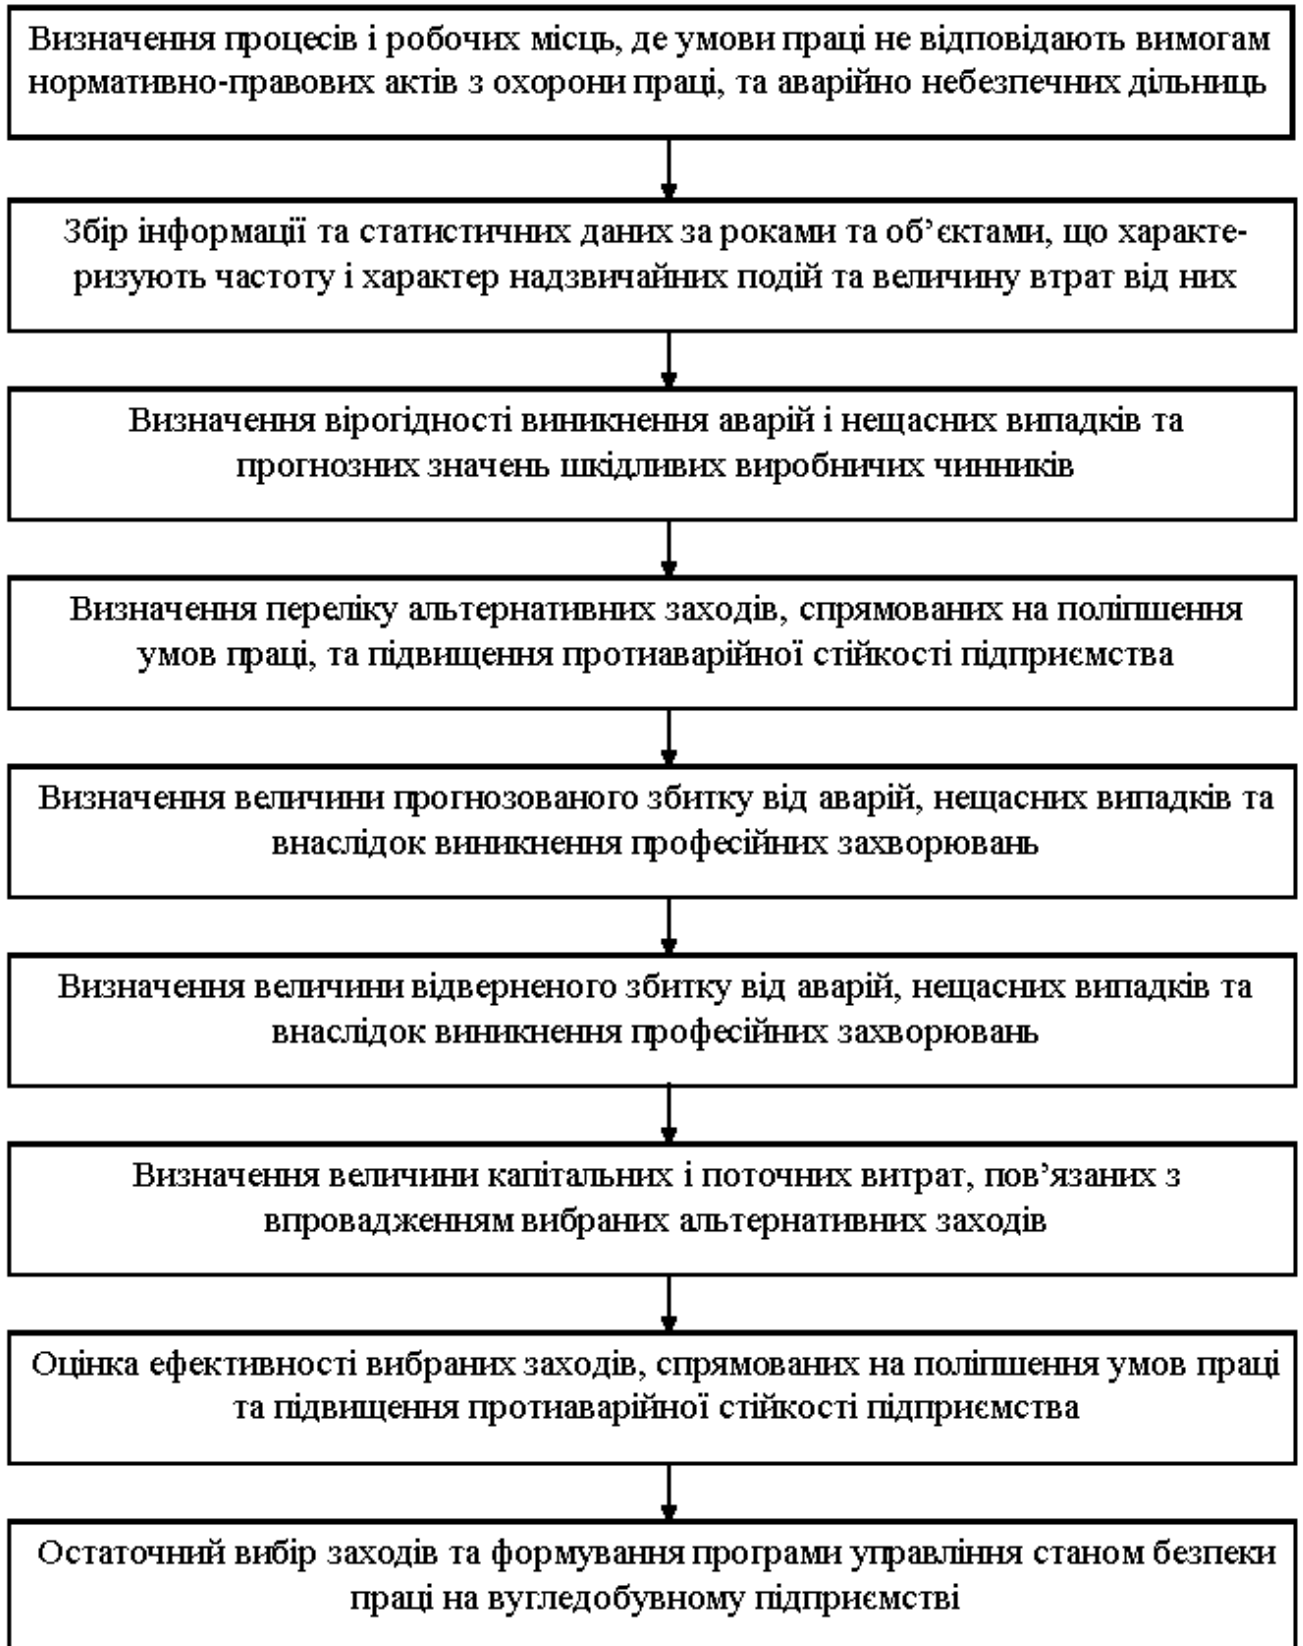 Визначення процесів і робочих місць, де умови праці не відповідають вимогам
нормативно-правових актів з охорони праці, та аварійно небезпечних дільниць
Збір інформації та статистичних даних за роками та об’єктами, що характе-
ризують частоту і характер надзвичайних подій та величину втрат від них
Визначення вірогідності виникнення аварій і нещасних випадків та
прогнозних значень шкідливих виробничих чинників
Визначення переліку альтернативних заходів, спрямованих на поліпшення
умов праці, та підвищення протиаварійної стійкості підприємства
Визначення величини прогнозованого збитку від аварій, нещасних випадків та
внаслідок виникнення професійних захворювань
Визначення величини відверненого збитку від аварій, нещасних випадків та
внаслідок виникнення професійних захворювань
Визначення величини капітальних і поточних витрат, пов’язаних з
впровадженням вибраних альтернативних заходів
Оцінка ефективності вибраних заходів, спрямованих на поліпшення умов праці
та підвищення протиаварійної стійкості підприємства
Остаточний вибір заходів та формування програми управління станом безпеки
праці на вугледобувному підприємстві